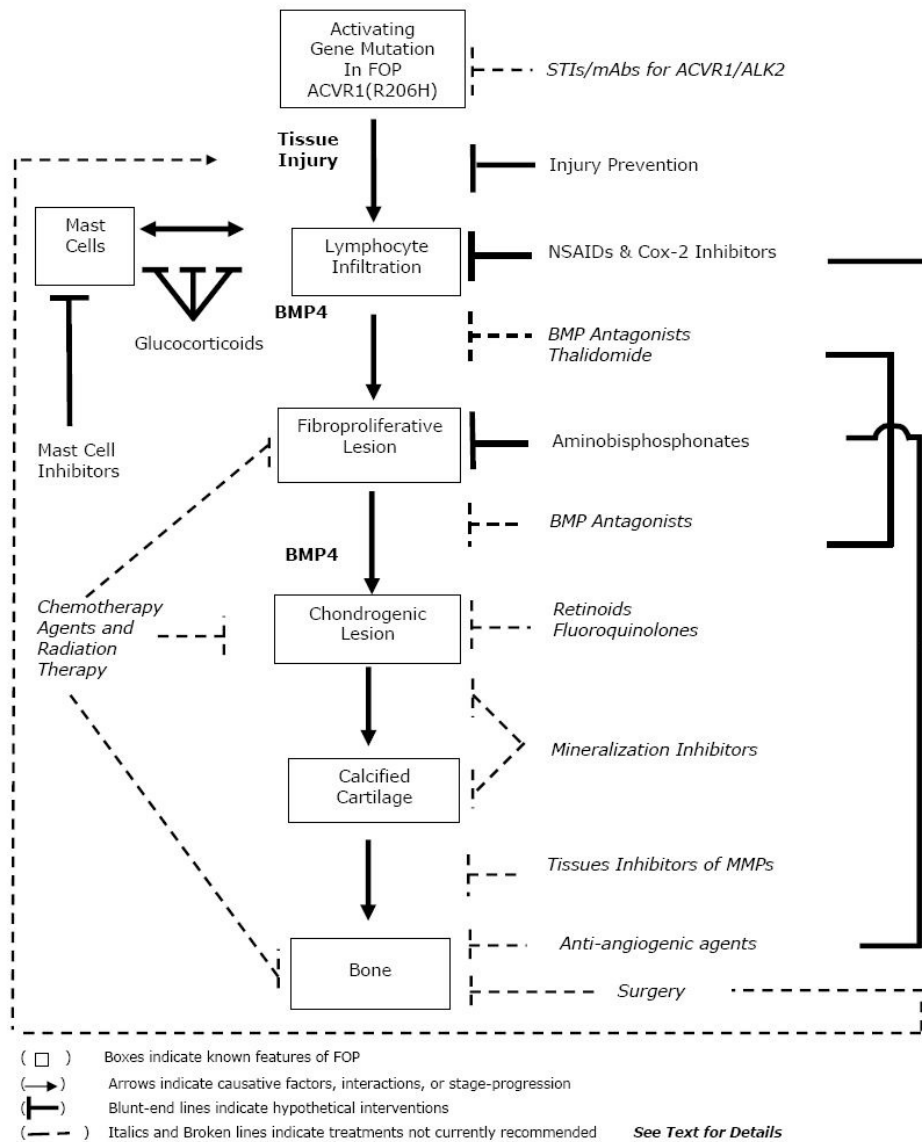 Activating
Gene Mutation
In FOP
ACVR1(R206H)
STIs/mAbs for ACVR1/ALK2
Tissue
Injury
Injury Prevention
Mast
Cells
Lymphocyte
Infiltration
NSAIDs & Cox-2 Inhibitors
BMP4
Glucocorticoids
BMP Antagonists
Thalidomide
Fibroproliferative
Lesion
Aminobisphosphonates
Mast Cell
Inhibitors
BMP Antagonists
BMP4
Chemotherapy
Agents and
Radiation
Therapy
Chondrogenic
Lesion
Retinoids
Fluoroquinolones
Mineralization Inhibitors
Calcified
Cartilage
Tissues Inhibitors of MMPs
Bone
Anti-angiogenic agents
Surgery
( □ ) Boxes indicate known features of FOP
(→) Arrows indicate causative factors, interactions, or stage-progression
( ) Blunt-end lines indicate hypothetical interventions
( — — ) Italics and Broken lines indicate treatments not currently recommended See Text for Details